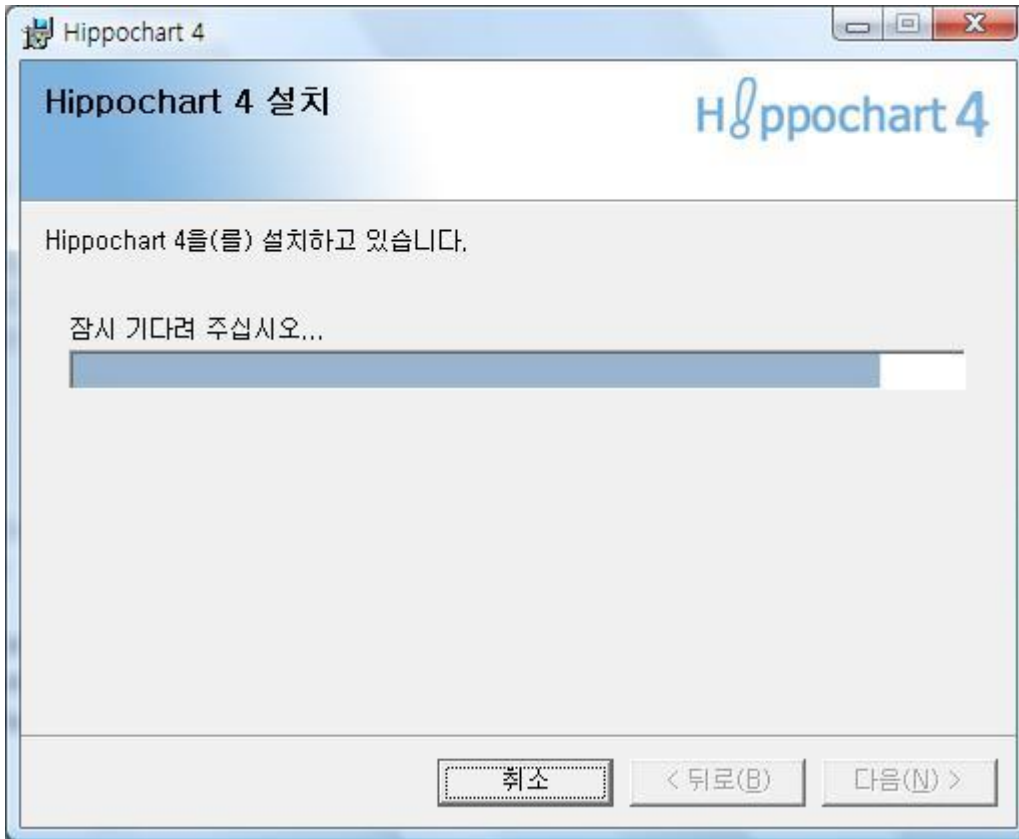 Hippochart 4
Hippochart 4 설치
Hippochart 4
Hippochart 4을(를) 설치하고 있습니다.
잠시 기다려 주십시오...
취소
< 뒤로(B)
다음(N) >